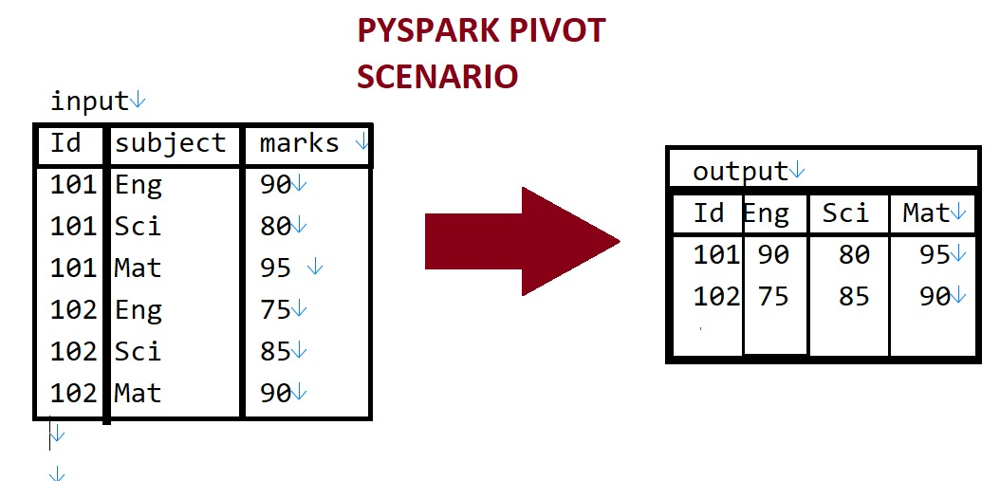 PYSPARK PIVOT
SCENARIO
input↓
Id subject marks ↓
101 Eng 90↓
101 Sci 80↓
101 Mat 95 ↓
102 Eng 75↓
102 Sci 85↓
102 Mat 90↓
↓
↓
output↓
Id Eng Sci Mat↓
101 90 80 95↓
102 75 85 90↓